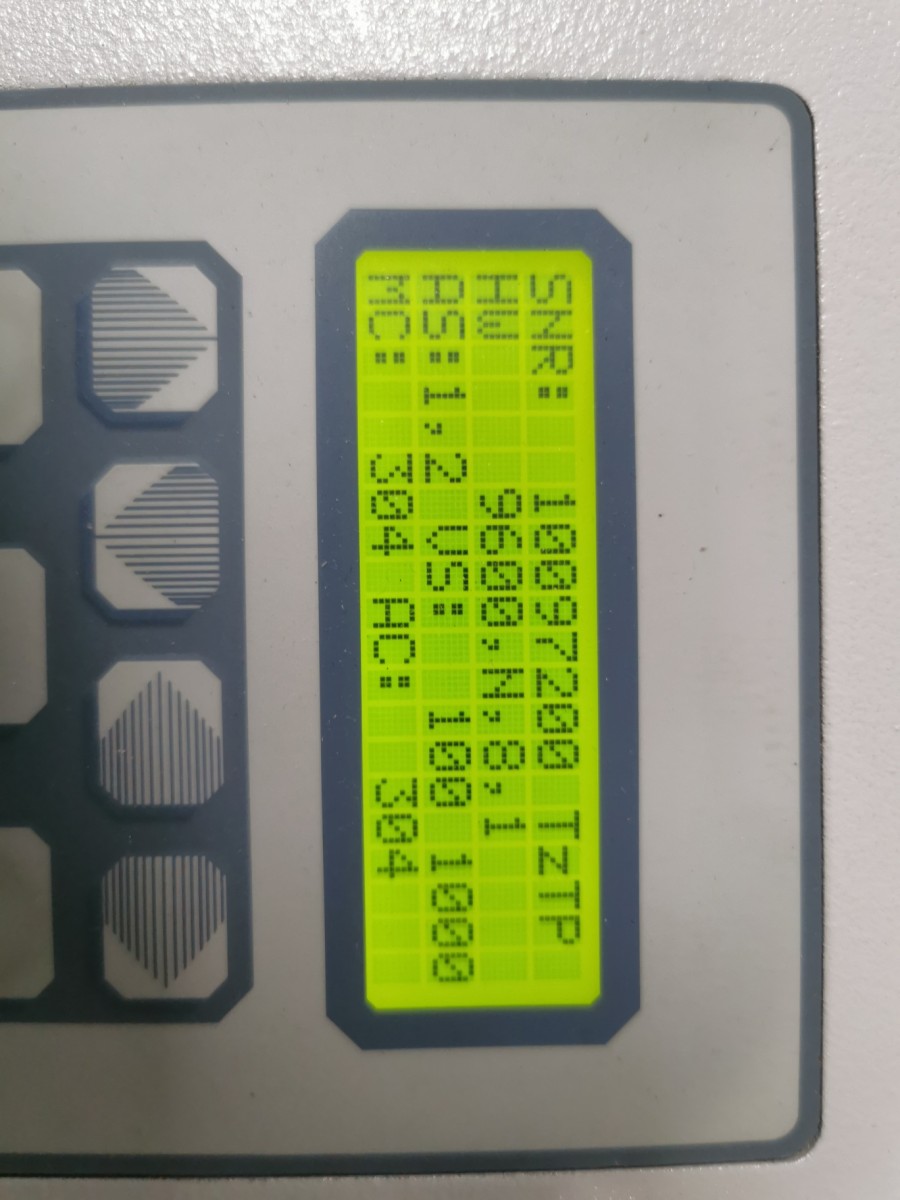 SNR: 10097200 TZTP
HW 9600,N,8,1
AS:1,2 US: 100 1000
MC: 304 AC: 304